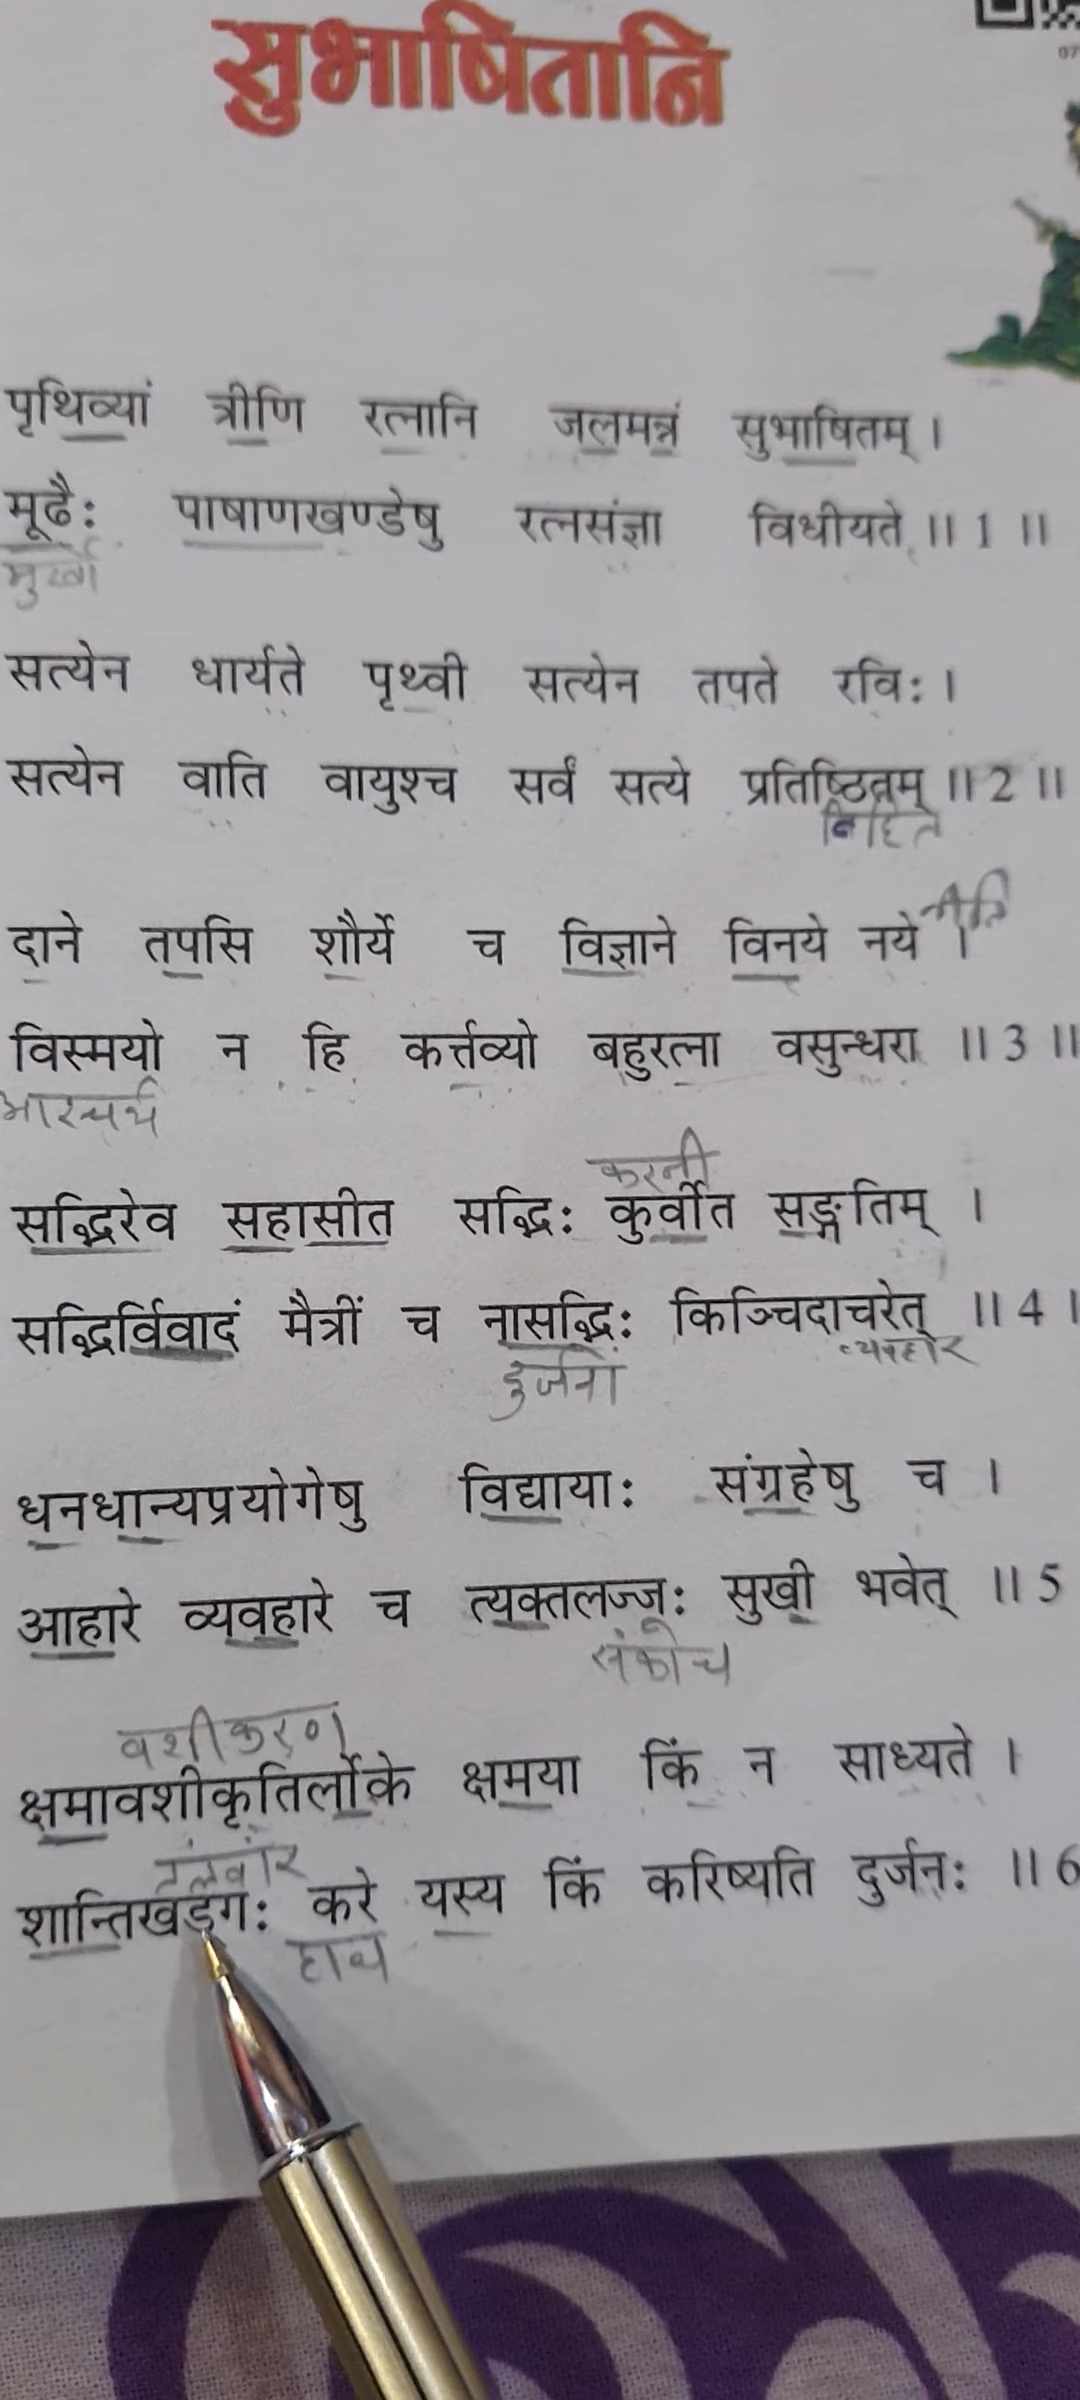 07
सुभाषितानि
पृथिव्यां त्रीणि रत्नानि जलमन्नं सुभाषितम् ।
मूढैः पाषाणखण्डेषु रत्नसंज्ञा विधीयते ॥ 1 ॥
मुर्खो
सत्येन धार्यते पृथ्वी सत्येन तपते रविः ।
सत्येन वाति वायुश्च सर्वं सत्ये प्रतिष्ठितम् ॥ 2 ॥
निहित
नीति
दाने तपसि शौर्ये च विज्ञाने विनये नये ।
विस्मयो न हि कर्त्तव्यो बहुरत्ना वसुन्धरा ॥ 3 ॥
आश्चर्य
करनी
सद्भिरेव सहासीत सद्भिः कुर्वीत सङ्गतिम् ।
सद्भिर्विवादं मैत्रीं च नासद्भिः किञ्चिदाचरेत् ॥ 4 ।
व्यवहार
दुर्जनों
धनधान्यप्रयोगेषु विद्यायाः संग्रहेषु च ।
आहारे व्यवहारे च त्यक्तलज्जः सुखी भवेत् ॥ 5
संकोच
वशीकरण
क्षमावशीकृतिर्लोके क्षमया किं न साध्यते ।
तलवार
शान्तिखड्गः करे यस्य किं करिष्यति दुर्जनः ॥ 6
हाथ